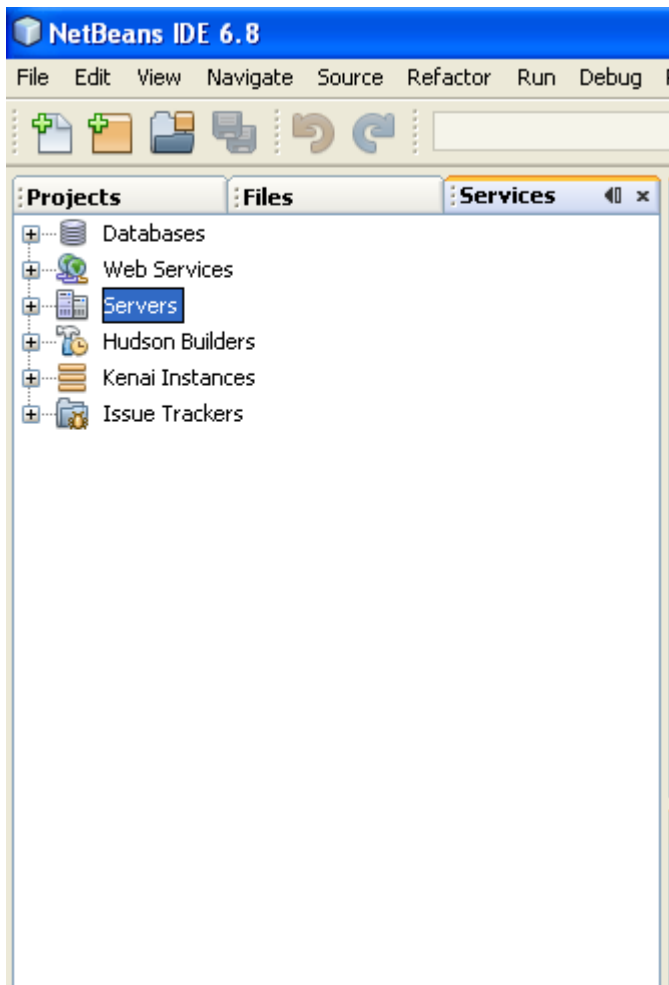 NetBeans IDE 6.8
File Edit View Navigate Source Refactor Run Debug
Projects Files Services
Databases
Web Services
Servers
Hudson Builders
Kenai Instances
Issue Trackers